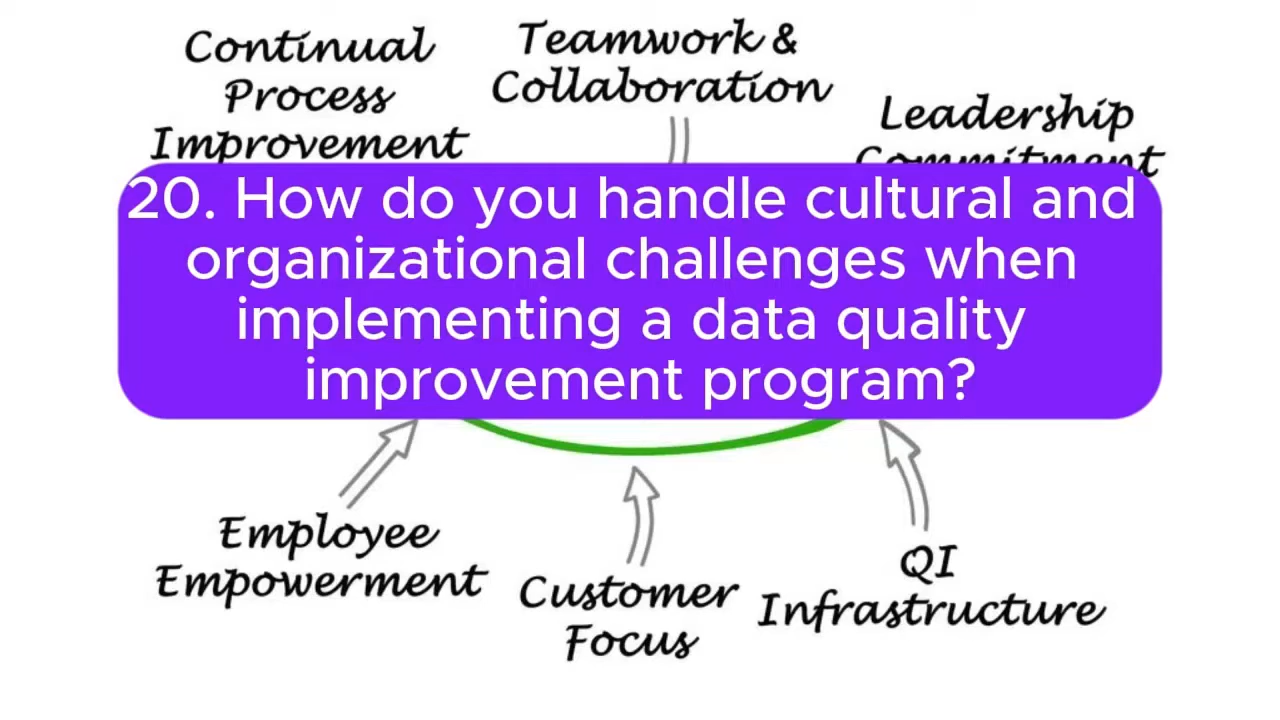 Continual
Process
Improvement
Teamwork &
Collaboration
Leadership
Commitment
20. How do you handle cultural and
organizational challenges when
implementing a data quality
improvement program?
Employee
Empowerment
Customer
Focus
QI
Infrastructure